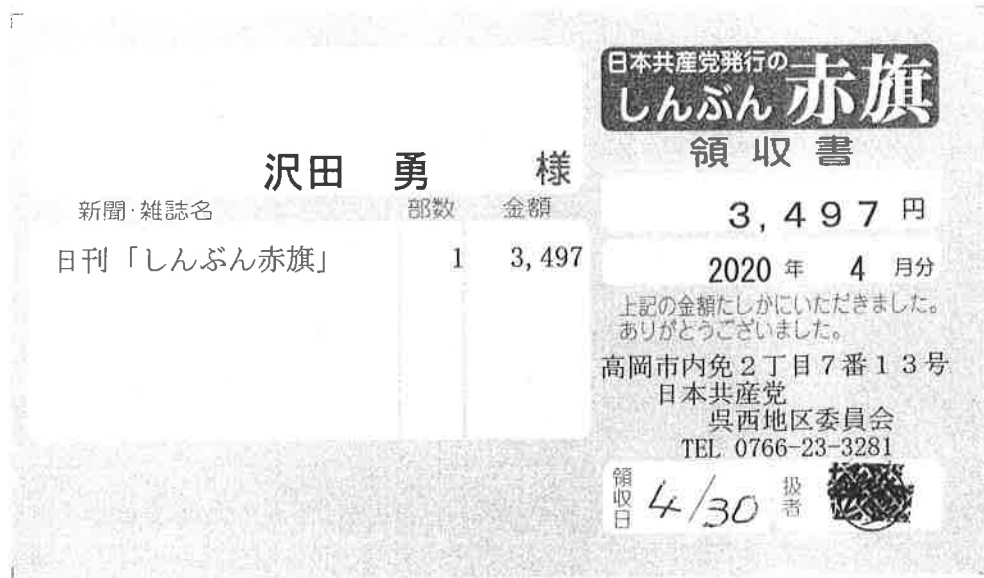 沢田 勇 様
新聞・雑誌名 部数 金額
日刊「しんぶん赤旗」 1 3,497
日本共産党発行の
しんぶん 赤旗
領収書
3,497 円
2020 年 4 月分
上記の金額たしかにいただきました。
ありがとうございました。
高岡市内免2丁目7番13号
日本共産党
呉西地区委員会
TEL 0766-23-3281
領収日 4/30 扱者